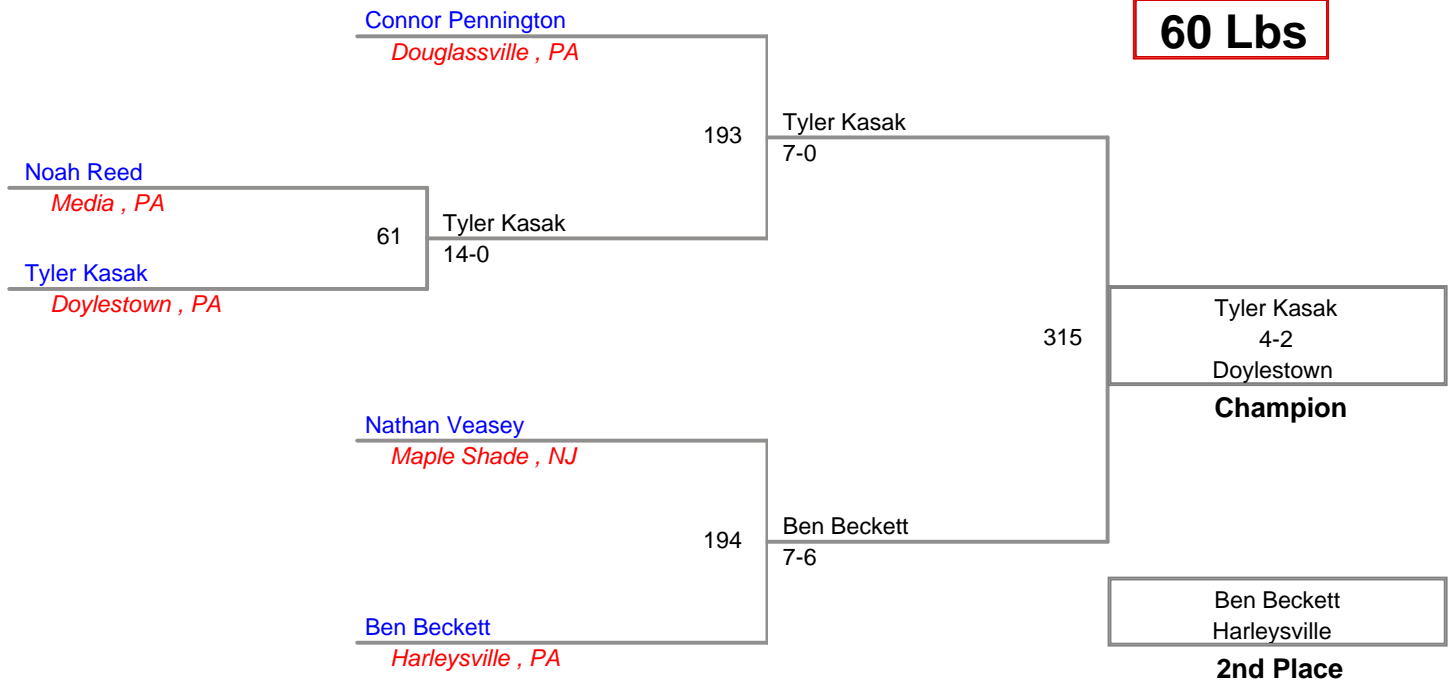 Connor Pennington
60 Lbs
Douglassville , PA
Tyler Kasak
193
7-0
Noah Reed
Media , PA
Tyler Kasak
61
14-0
Tyler Kasak
Doylestown , PA
Tyler Kasak
315
4-2
Doylestown
Champion
Nathan Veasey
Maple Shade , NJ
Ben Beckett
194
7-6
Ben Beckett
Harleysville
Ben Beckett
Harleysville , PA
2nd Place